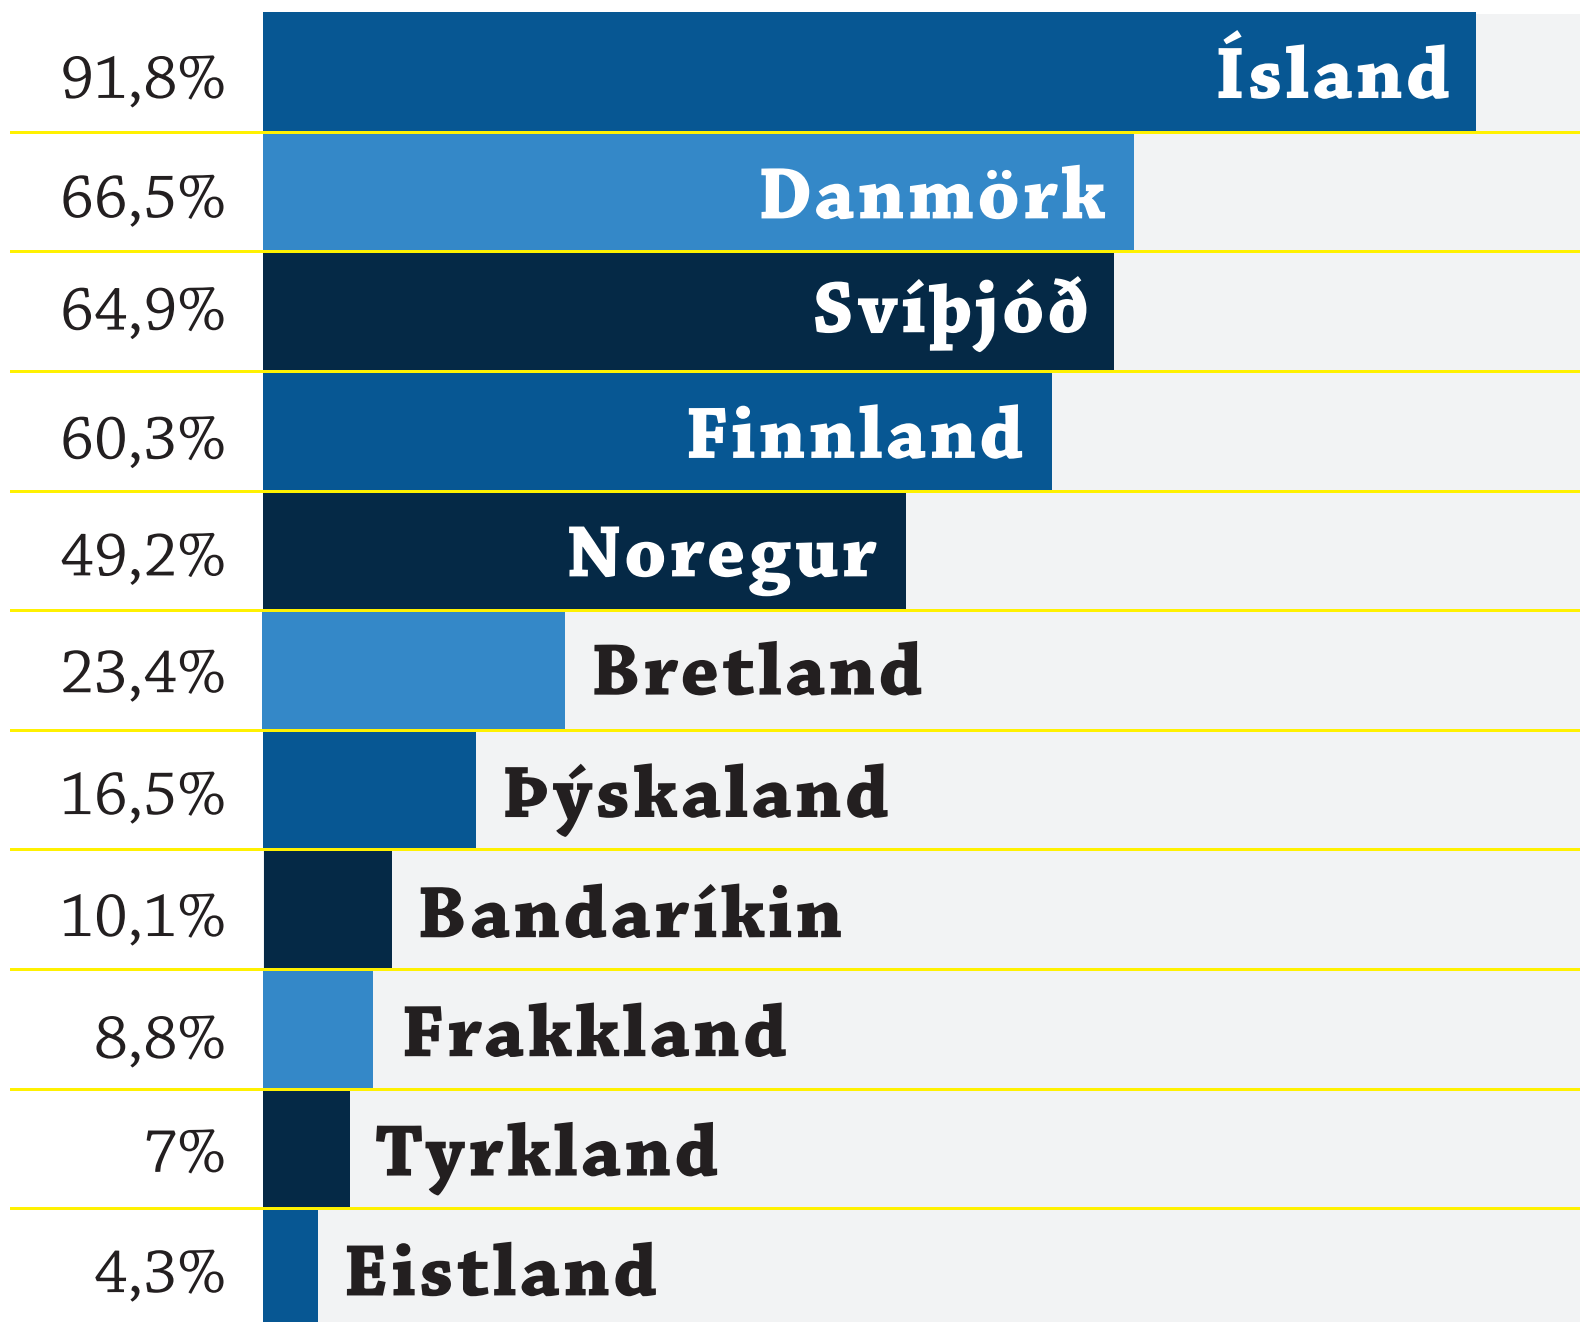 91,8% Ísland
66,5% Danmörk
64,9% Svíþjóð
60,3% Finnland
49,2% Noregur
23,4% Bretland
16,5% Þýskaland
10,1% Bandaríkin
8,8% Frakkland
7% Tyrkland
4,3% Eistland